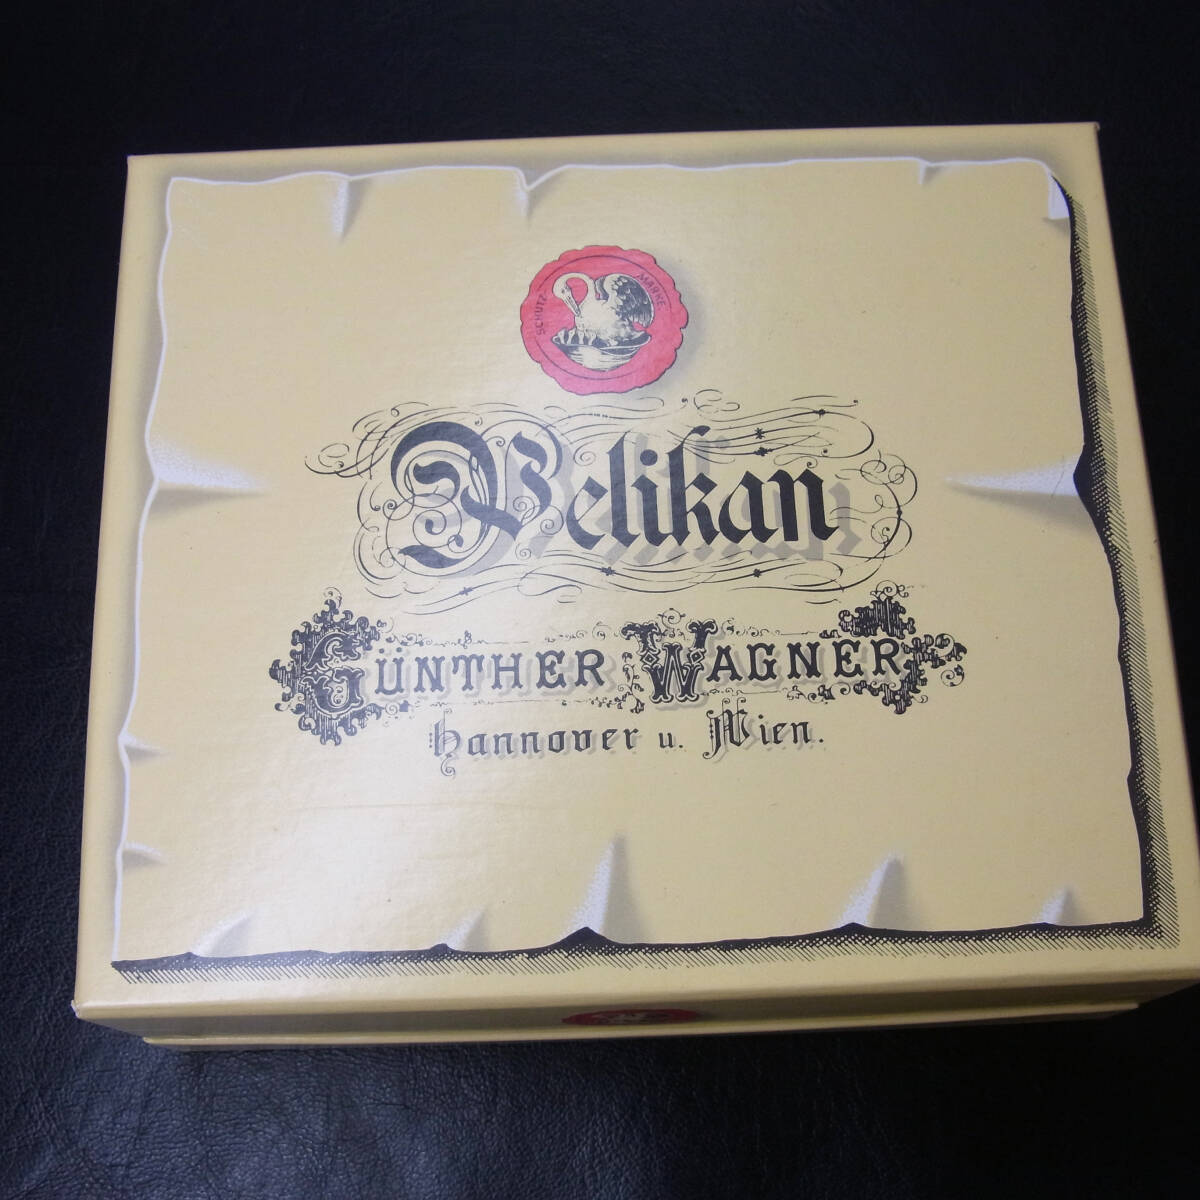 SCHUTZ MARKE
Pelikan
GÜNTHER WAGNER
Hannover u. Wien.